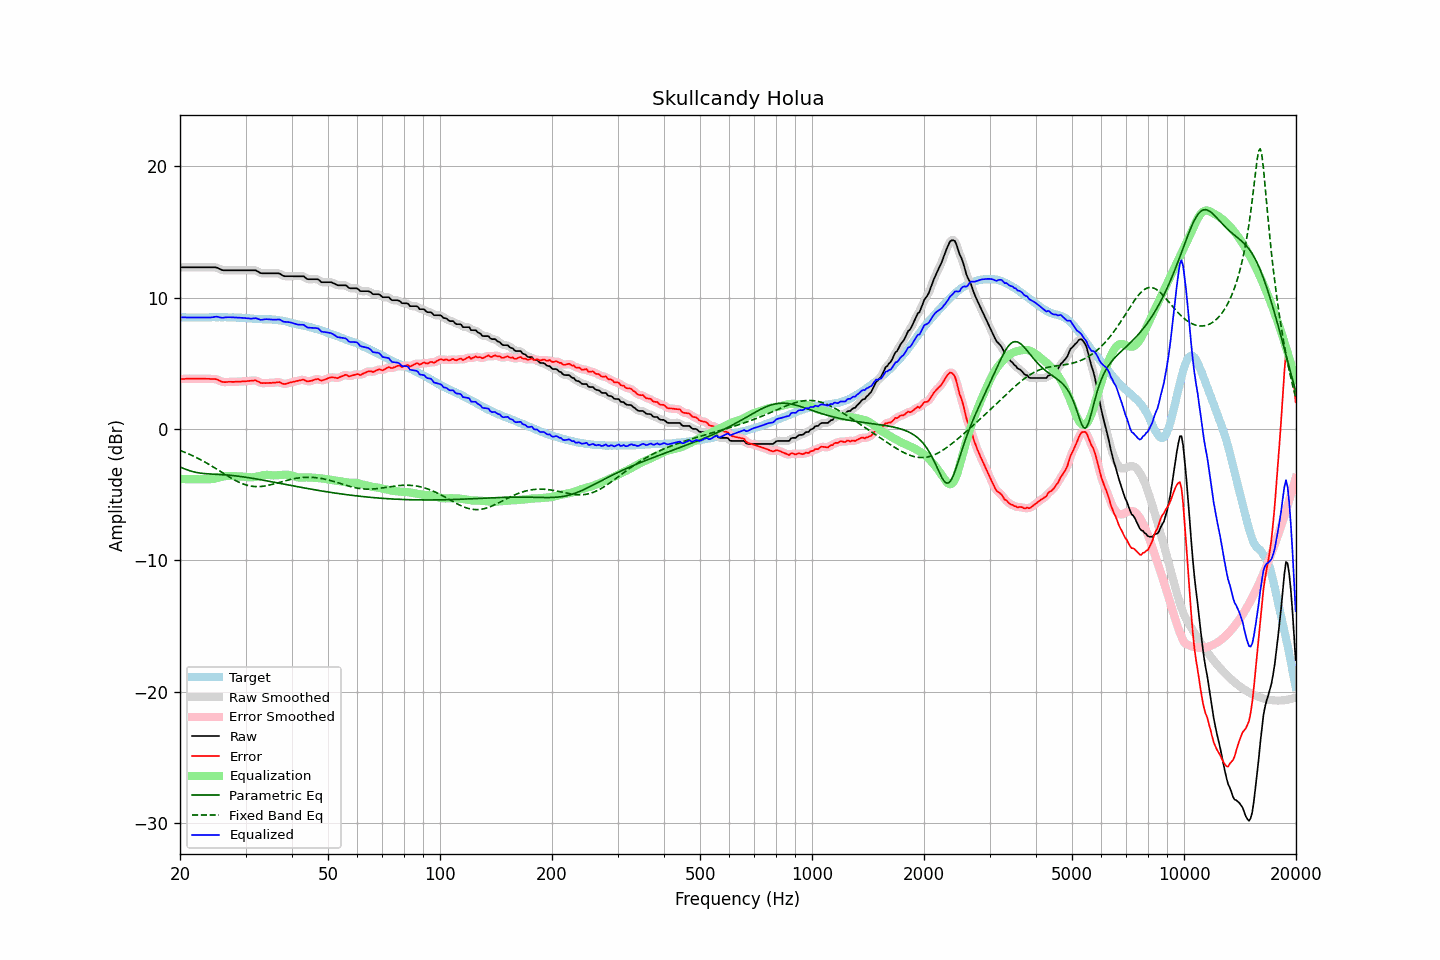 Skullcandy Holua
Amplitude (dBr)
20
10
0
−10
−20
−30
Target
Raw Smoothed
Error Smoothed
Raw
Error
Equalization
Parametric Eq
Fixed Band Eq
Equalized
20 50 100 200 500 1000 2000 5000 10000 20000
Frequency (Hz)